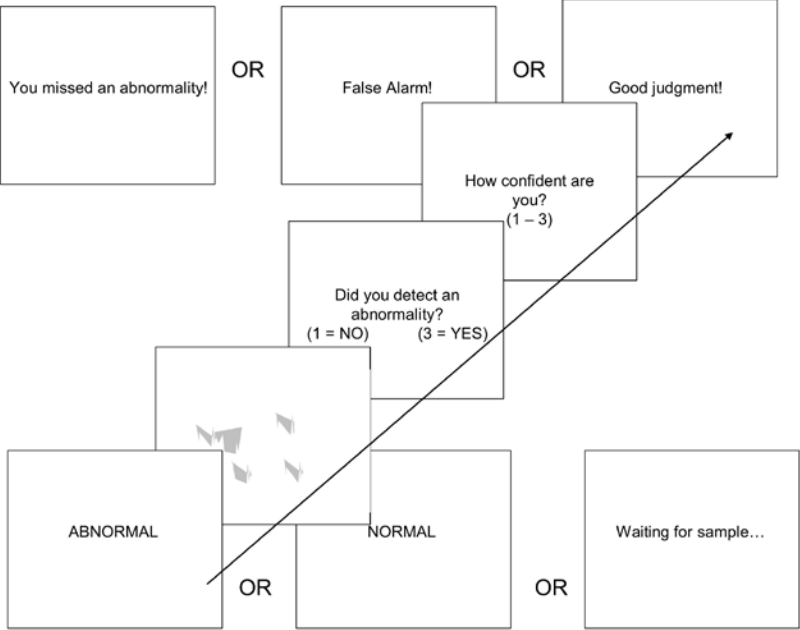 You missed an abnormality!
OR
False Alarm!
OR
Good judgment!
How confident are
you?
(1 – 3)
Did you detect an
abnormality?
(1 = NO) (3 = YES)
ABNORMAL
OR
NORMAL
OR
Waiting for sample…